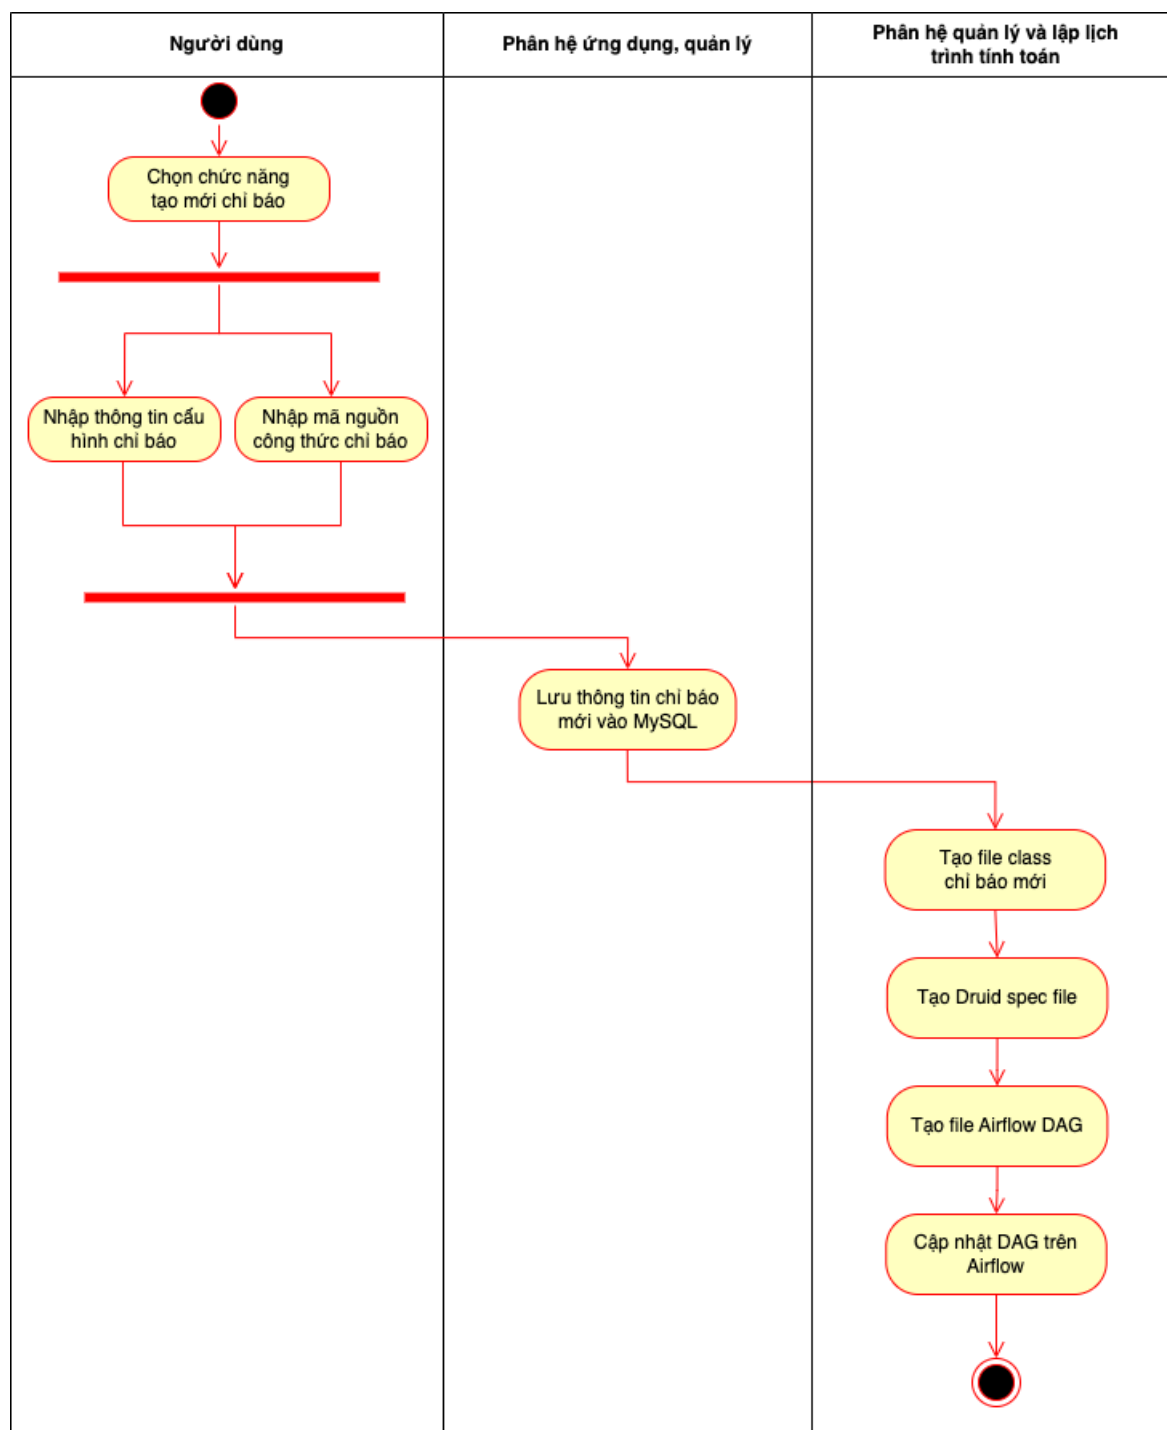 Người dùng
Phân hệ ứng dụng, quản lý
Phân hệ quản lý và lập lịch
trình tính toán
Chọn chức năng
tạo mới chỉ báo
Nhập thông tin cấu
hình chỉ báo
Nhập mã nguồn
công thức chỉ báo
Lưu thông tin chỉ báo
mới vào MySQL
Tạo file class
chỉ báo mới
Tạo Druid spec file
Tạo file Airflow DAG
Cập nhật DAG trên
Airflow